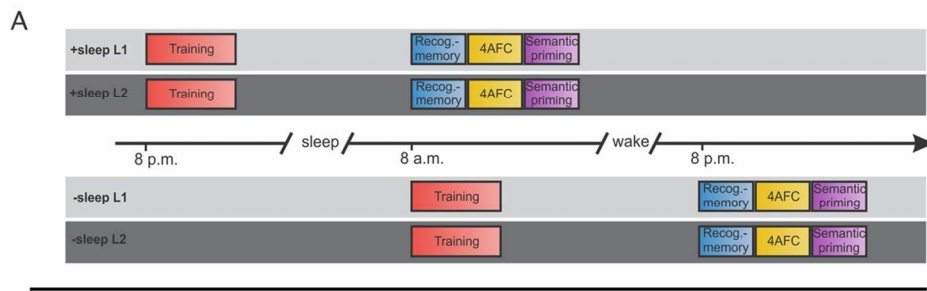 A
+sleep L1
Training
Recog.-
memory
4AFC
Semantic
priming
+sleep L2
Training
Recog.-
memory
4AFC
Semantic
priming
sleep
wake
8 p.m.
8 a.m.
8 p.m.
-sleep L1
Training
Recog.-
memory
4AFC
Semantic
priming
-sleep L2
Training
Recog.-
memory
4AFC
Semantic
priming